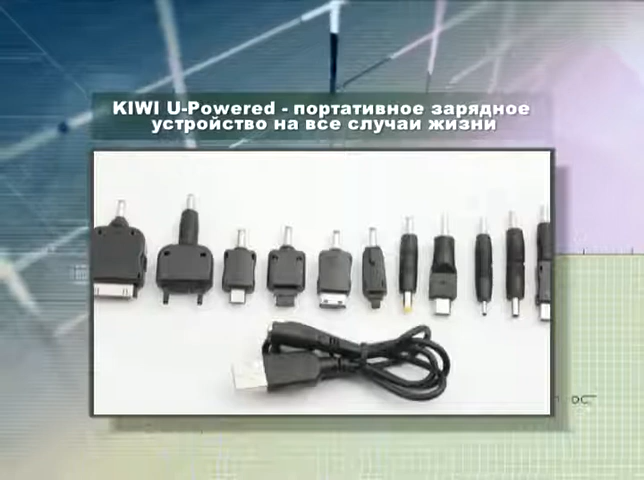 KIWI U-Powered - портативное зарядное
устройство на все случаи жизни